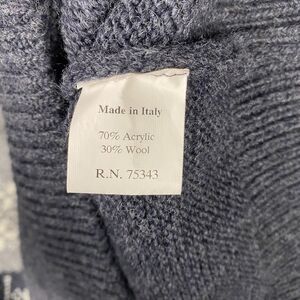 Made in Italy
70% Acrylic
30% Wool
R.N. 75343